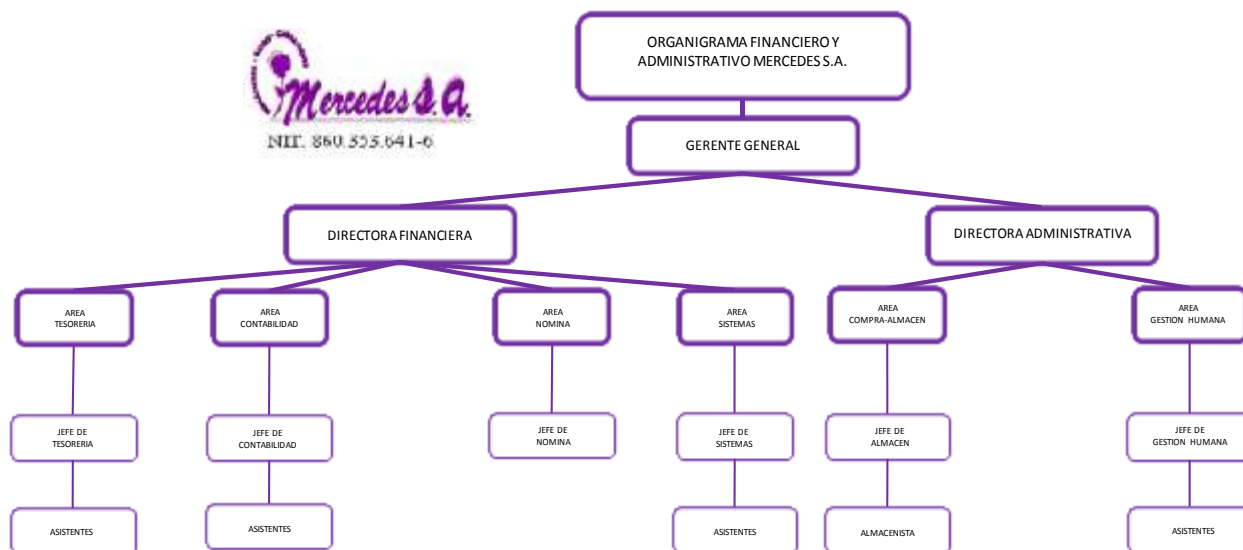 Mercedes S.A.
NIT. 860.353.641-6
ORGANIGRAMA FINANCIERO Y
ADMINISTRATIVO MERCEDES S.A.
GERENTE GENERAL
DIRECTORA FINANCIERA
DIRECTORA ADMINISTRATIVA
AREA
TESORERIA
AREA
CONTABILIDAD
AREA
NOMINA
AREA
SISTEMAS
AREA
COMPRA-ALMACEN
AREA
GESTION HUMANA
JEFE DE
TESORERIA
JEFE DE
CONTABILIDAD
JEFE DE
NOMINA
JEFE DE
SISTEMAS
JEFE DE
ALMACEN
JEFE DE
GESTION HUMANA
ASISTENTES
ASISTENTES
ASISTENTES
ALMACENISTA
ASISTENTES